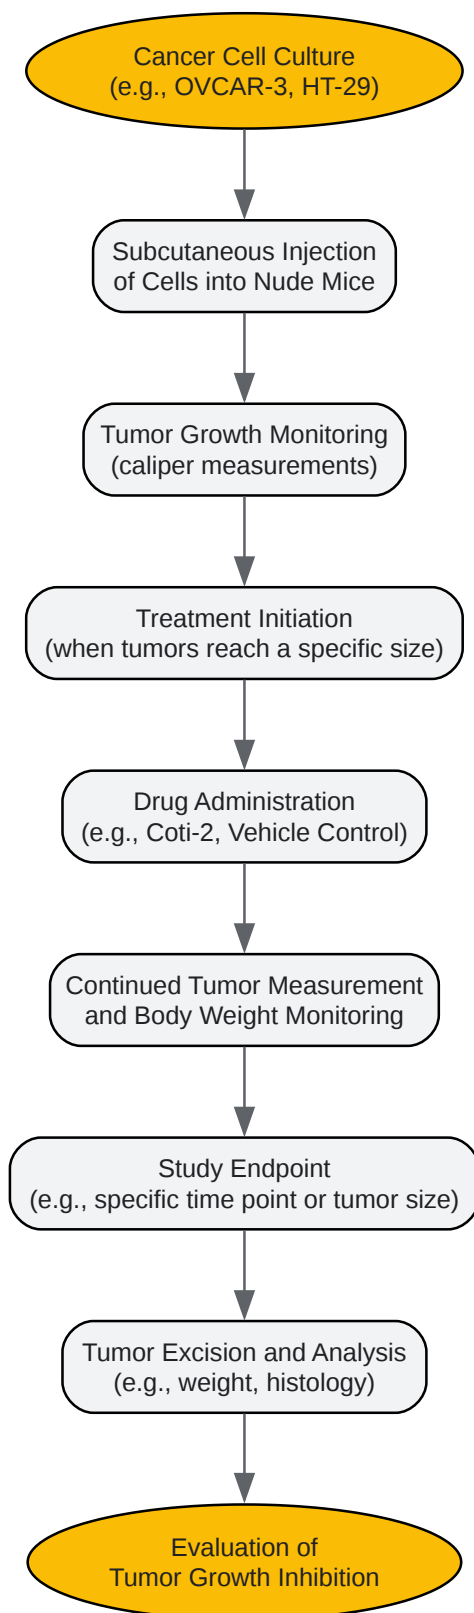 Cancer Cell Culture
(e.g., OVCAR-3, HT-29)
Subcutaneous Injection
of Cells into Nude Mice
Tumor Growth Monitoring
(caliper measurements)
Treatment Initiation
(when tumors reach a specific size)
Drug Administration
(e.g., Coti-2, Vehicle Control)
Continued Tumor Measurement
and Body Weight Monitoring
Study Endpoint
(e.g., specific time point or tumor size)
Tumor Excision and Analysis
(e.g., weight, histology)
Evaluation of
Tumor Growth Inhibition